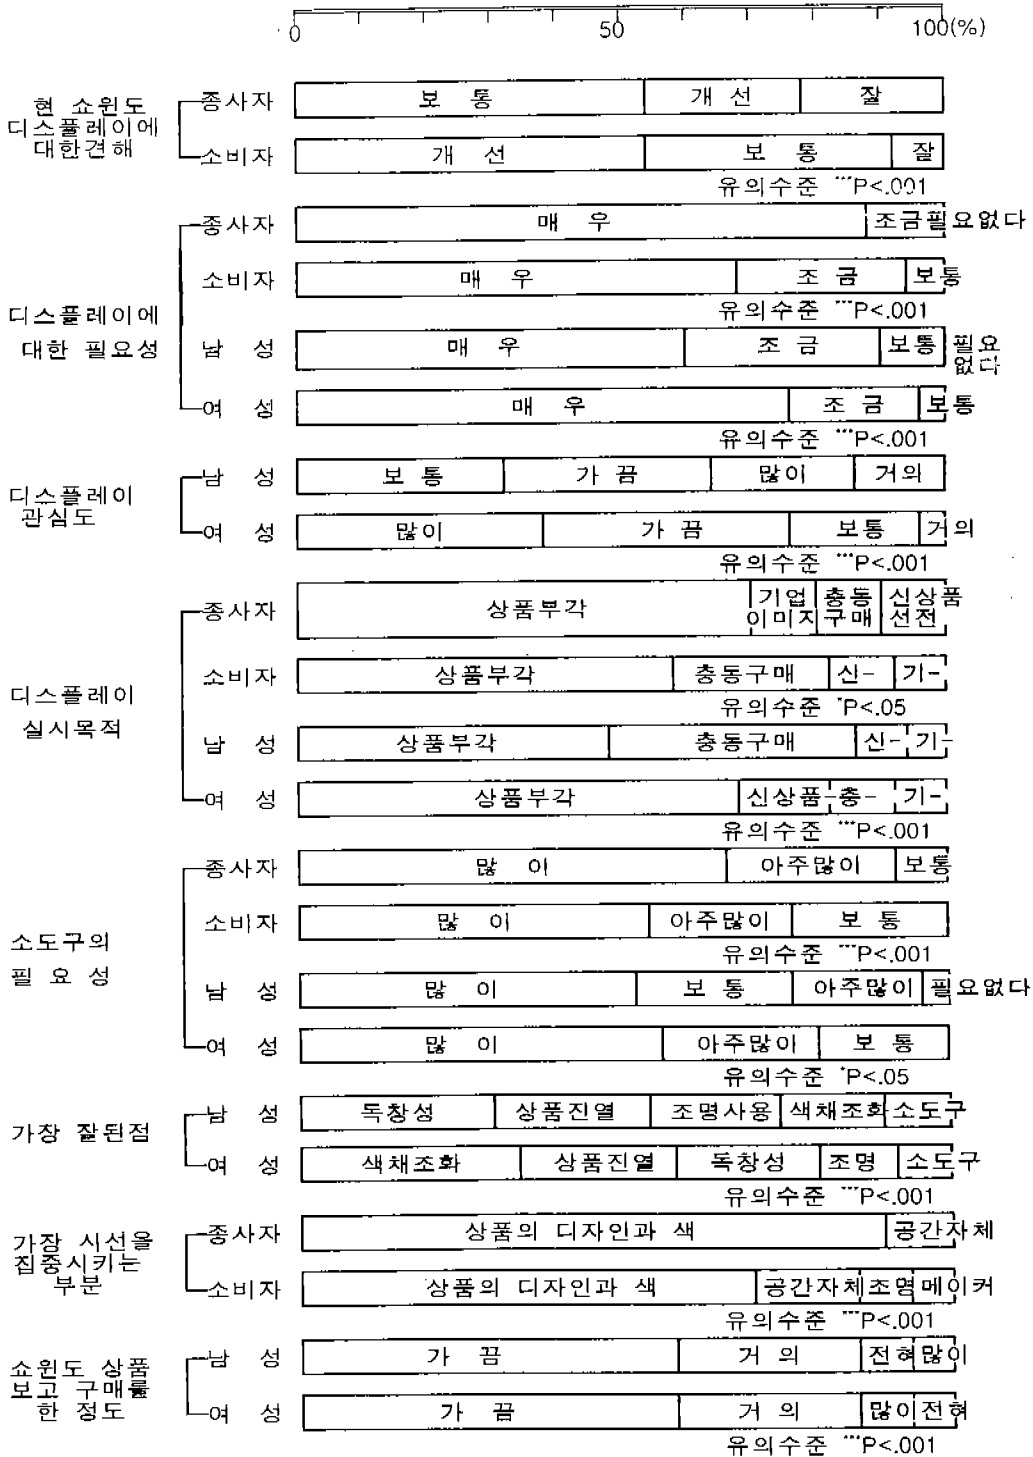 0 50 100(%)
현 쇼윈도
디스플레이에
대한견해
종사자 보 통 개 선 잘
소비자 개 선 보 통 잘
유의수준 ***P<.001
디스플레이에
대한 필요성
종사자 매 우 조금필요없다
소비자 매 우 조 금 보통
유의수준 ***P<.001
남 성 매 우 조 금 보통 필요
없다
여 성 매 우 조 금 보통
유의수준 ***P<.001
디스플레이
관심도
남 성 보 통 가 끔 많이 거의
여 성 많이 가 끔 보통 거의
유의수준 ***P<.001
디스플레이
실시목적
종사자 상품부각 기업 충동 신상품
이미지 구매 선전
소비자 상품부각 충동구매 신- 기-
유의수준 *P<.05
남 성 상품부각 충동구매 신- 기-
여 성 상품부각 신상품- 충- 기-
유의수준 ***P<.001
소도구의
필 요 성
종사자 많 이 아주많이 보통
소비자 많 이 아주많이 보 통
유의수준 ***P<.001
남 성 많 이 보 통 아주많이 필요없다
여 성 많 이 아주많이 보 통
유의수준 *P<.05
가장 잘된점
남 성 독창성 상품진열 조명사용 색채조화 소도구
여 성 색채조화 상품진열 독창성 조명 소도구
유의수준 ***P<.001
가장 시선을
집중시키는
부분
종사자 상품의 디자인과 색 공간자체
소비자 상품의 디자인과 색 공간자체 조명 메이커
유의수준 ***P<.001
쇼윈도 상품
보고 구매를
한 정도
남 성 가 끔 거 의 전혀 많이
여 성 가 끔 거 의 많이 전혀
유의수준 ***P<.001